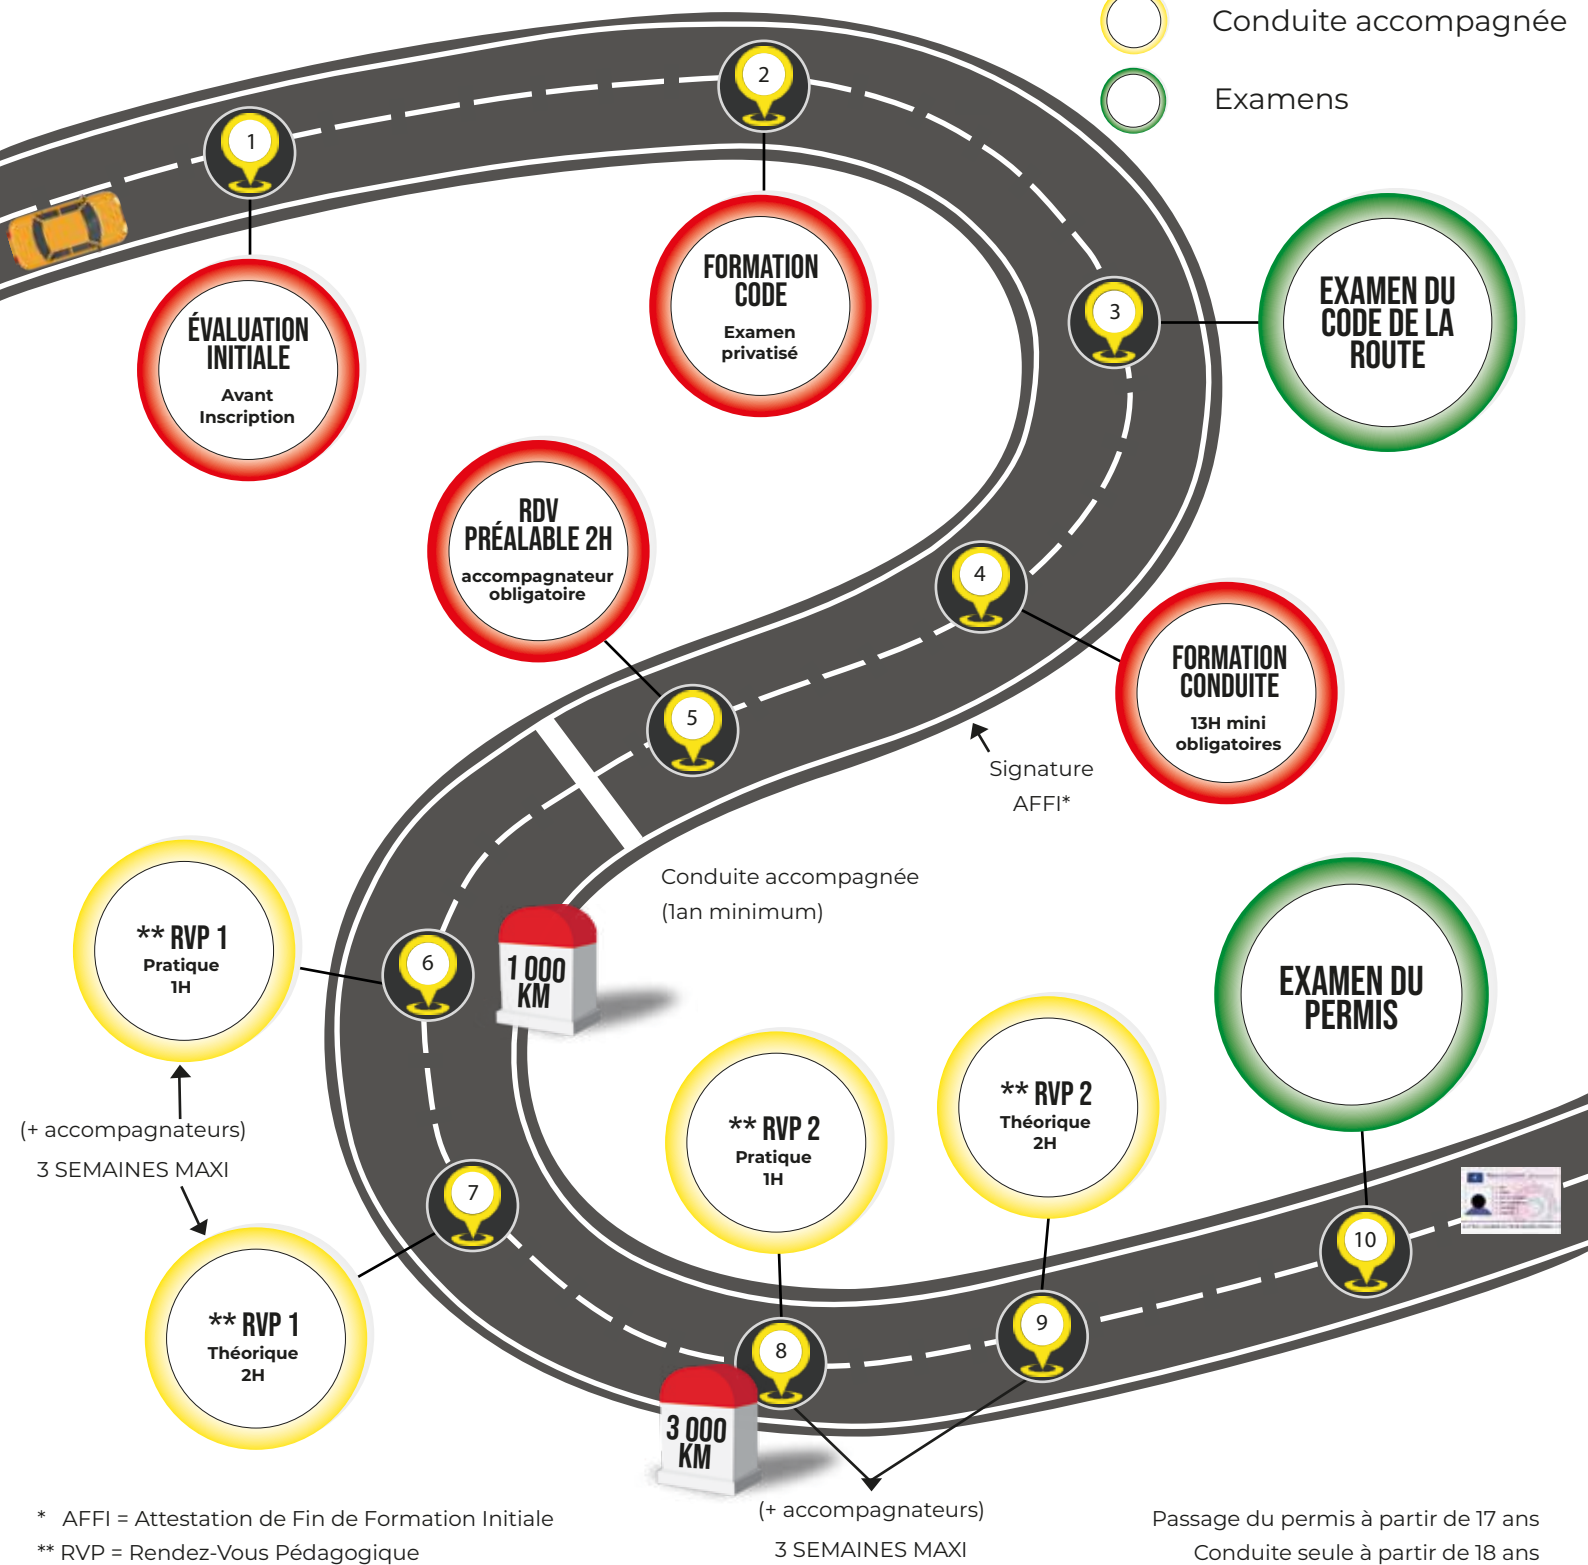 Conduite accompagnée
Examens
1
2
3
4
5
6
7
8
9
10
ÉVALUATION
INITIALE
Avant
Inscription
FORMATION
CODE
Examen
privatisé
EXAMEN DU
CODE DE LA
ROUTE
RDV
PRÉALABLE 2H
accompagnateur
obligatoire
FORMATION
CONDUITE
13H mini
obligatoires
Signature
AFFI*
Conduite accompagnée
(1an minimum)
1 000
KM
** RVP 1
Pratique
1H
(+ accompagnateurs)
3 SEMAINES MAXI
** RVP 1
Théorique
2H
** RVP 2
Pratique
1H
** RVP 2
Théorique
2H
EXAMEN DU
PERMIS
3 000
KM
(+ accompagnateurs)
3 SEMAINES MAXI
* AFFI = Attestation de Fin de Formation Initiale
** RVP = Rendez-Vous Pédagogique
Passage du permis à partir de 17 ans
Conduite seule à partir de 18 ans